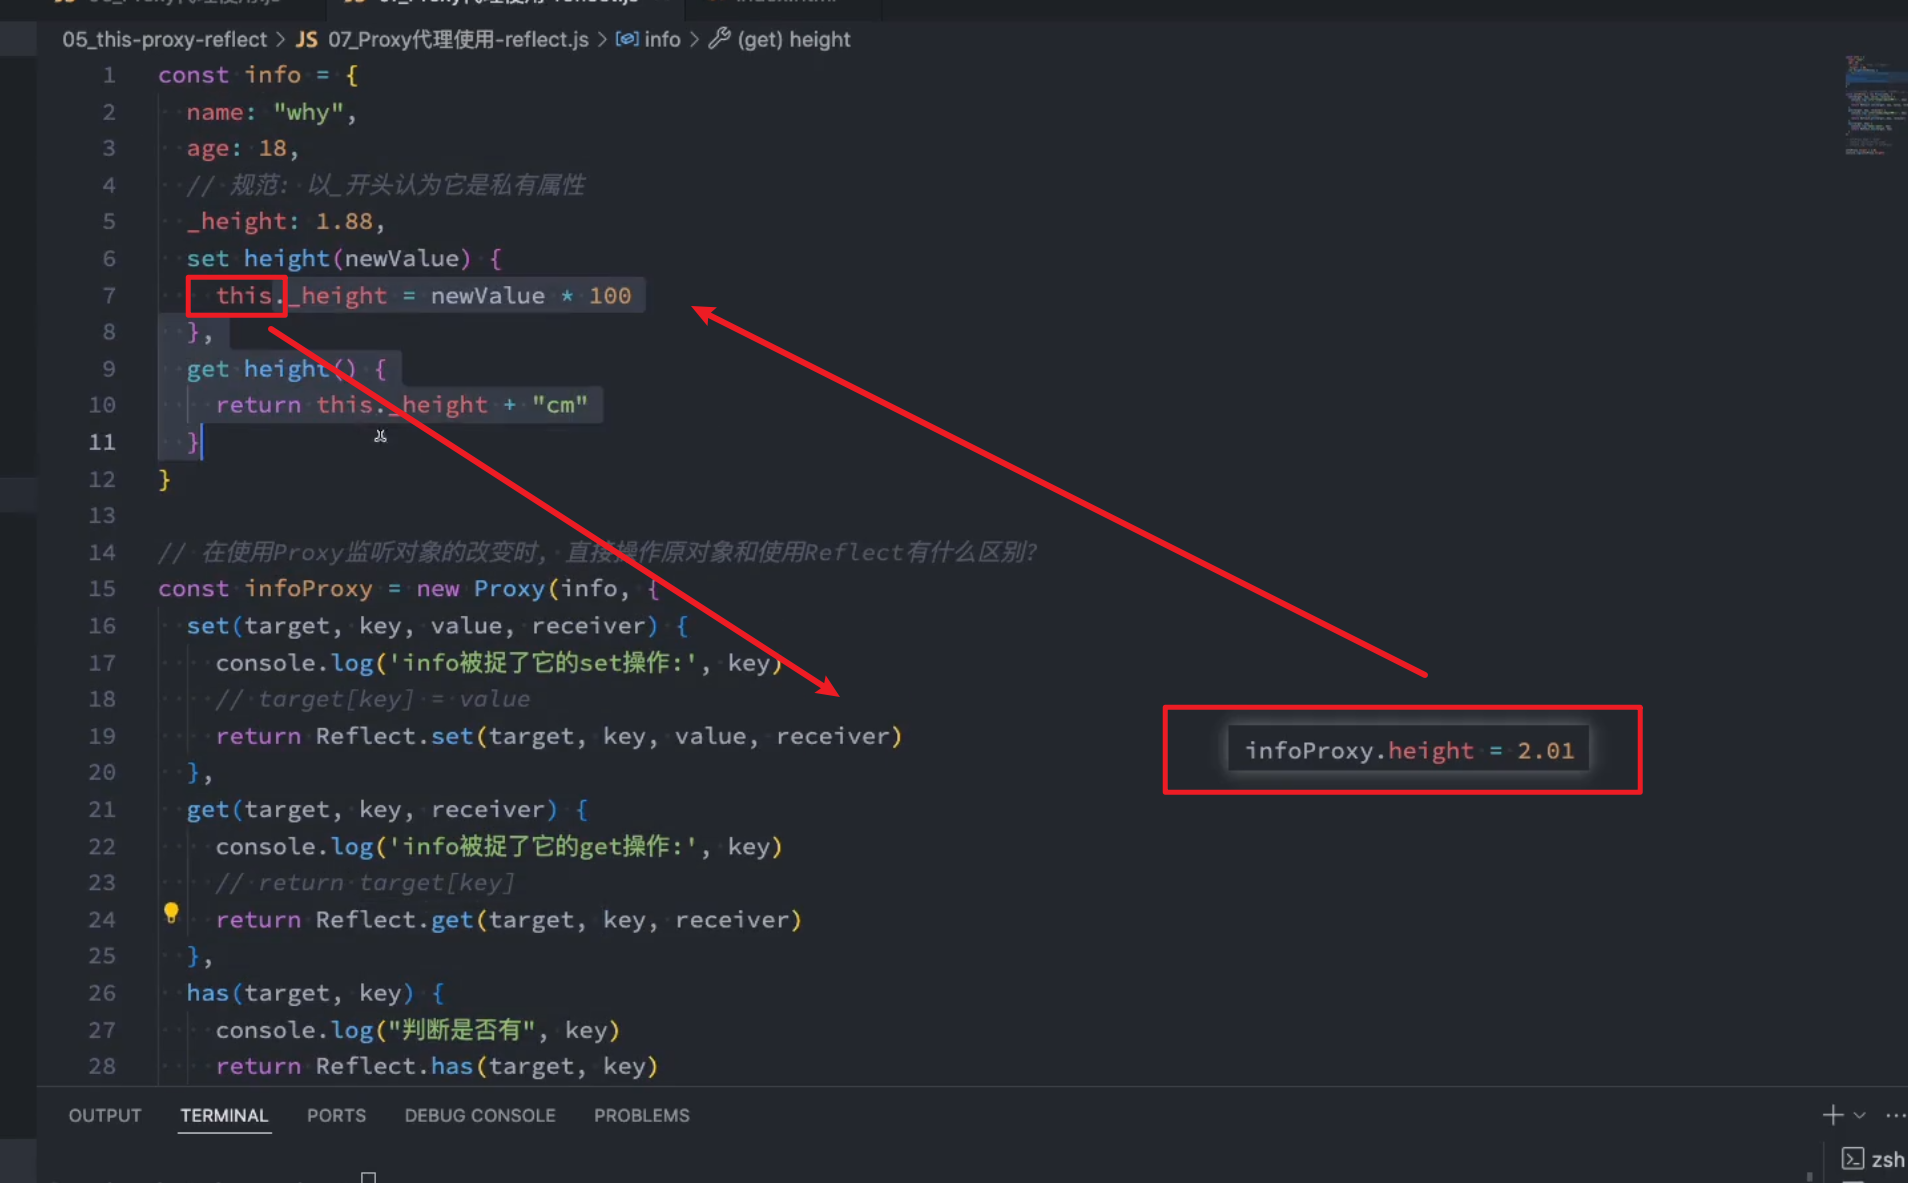 05_this-proxy-reflect > JS 07_Proxy代理使用-reflect.js > info > (get) height
1 const info = {
2 name: "why",
3 age: 18,
4 // 规范: 以_开头认为它是私有属性
5 _height: 1.88,
6 set height(newValue) {
7 this._height = newValue * 100
8 },
9 get height() {
10 return this._height + "cm"
11 }
12 }
13
14 // 在使用Proxy监听对象的改变时, 直接操作原对象和使用Reflect有什么区别?
15 const infoProxy = new Proxy(info, {
16 set(target, key, value, receiver) {
17 console.log('info被捉了它的set操作:', key)
18 // target[key] = value
19 return Reflect.set(target, key, value, receiver)
infoProxy.height = 2.01
20 },
21 get(target, key, receiver) {
22 console.log('info被捉了它的get操作:', key)
23 // return target[key]
24 return Reflect.get(target, key, receiver)
25 },
26 has(target, key) {
27 console.log("判断是否有", key)
28 return Reflect.has(target, key)
OUTPUT TERMINAL PORTS DEBUG CONSOLE PROBLEMS
zsh